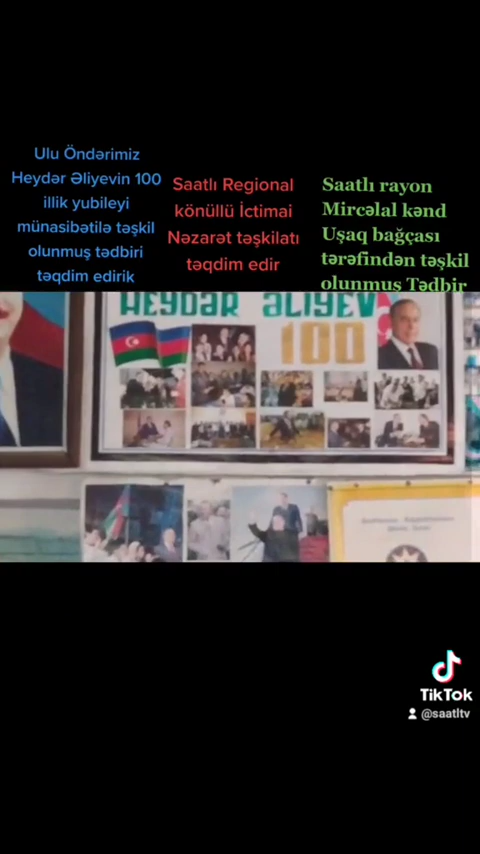 Ulu Öndərimiz
Heydər Əliyevin 100
illik yubileyi
münasibətilə təşkil
olunmuş tədbiri
təqdim edirik
Saatlı Regional
könüllü İctimai
Nəzarət təşkilatı
təqdim edir
Saatlı rayon
Mircəlal kənd
Uşaq bağçası
tərəfindən təşkil
olunmuş Tədbir
HEYDƏR ƏLİYEV
100
TikTok
@saatltv